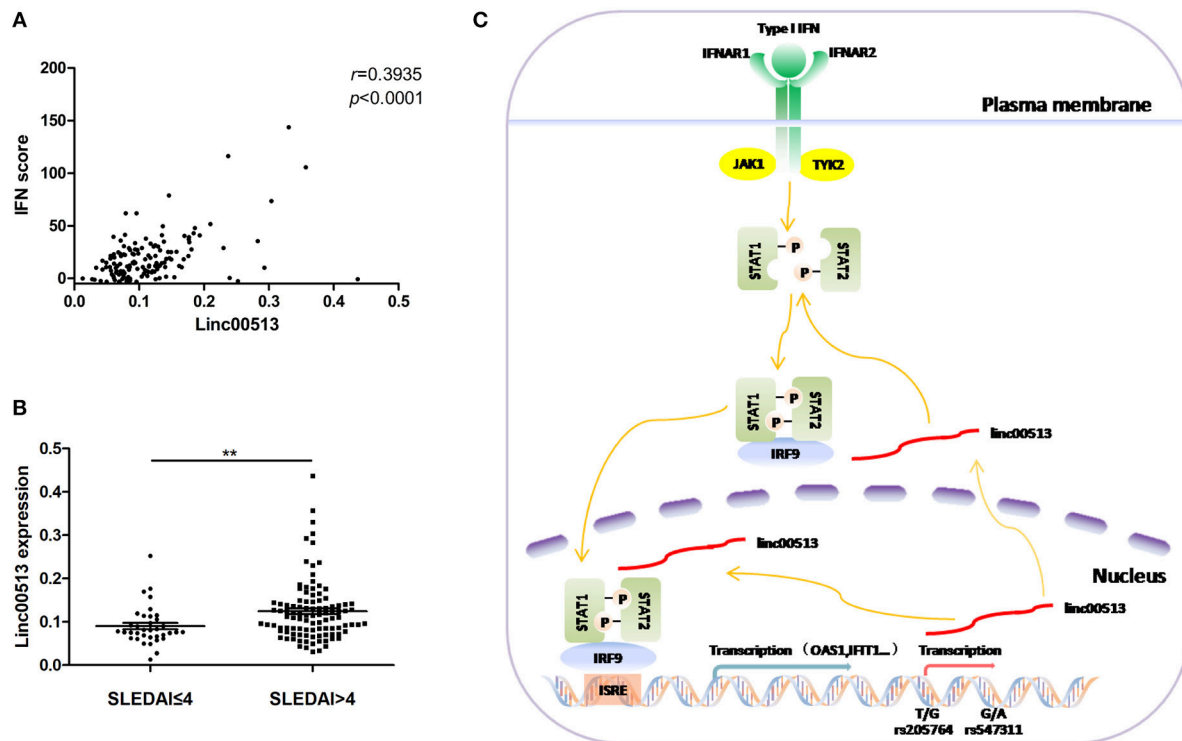 A
r=0.3935
p<0.0001
IFN score
200
150
100
50
0
0.0 0.1 0.2 0.3 0.4 0.5
Linc00513
B
**
Linc00513 expression
0.5
0.4
0.3
0.2
0.1
0.0
SLEDAI≤4 SLEDAI>4
C
Type I IFN
IFNAR1 IFNAR2
Plasma membrane
JAK1 TYK2
STAT1 P P STAT2
STAT1 P P STAT2
IRF9
linc00513
linc00513
Nucleus
STAT1 P P STAT2
linc00513
IRF9
Transcription (OAS1,IFIT1...) Transcription
ISRE
T/G G/A
rs205764 rs547311